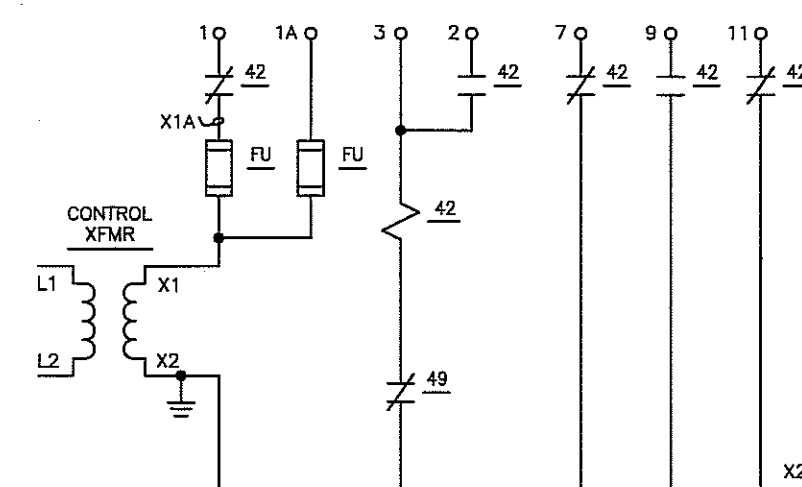 1 1A 3 2 7 9 11
42 42 42 42
X1A
FU FU
CONTROL
XFMR
42
L1 X1
L2 X2
49
X2